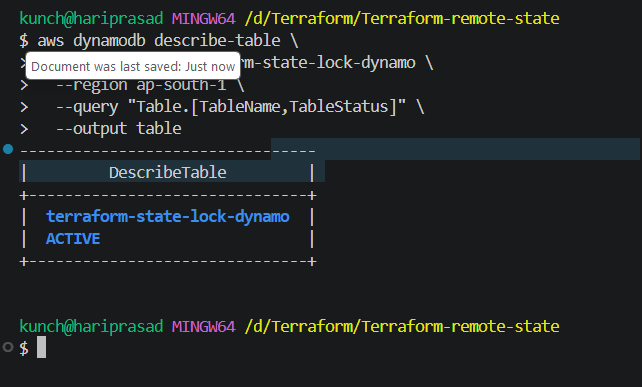 kunch@hariprasad MINGW64 /d/Terraform/Terraform-remote-state
$ aws dynamodb describe-table \
> Document was last saved: Just now m-state-lock-dynamo \
>   --region ap-south-1 \
>   --query "Table.[TableName,TableStatus]" \
>   --output table
---------------------------------
|         DescribeTable         |
+-------------------------------+
|  terraform-state-lock-dynamo  |
|  ACTIVE                       |
+-------------------------------+
kunch@hariprasad MINGW64 /d/Terraform/Terraform-remote-state
$